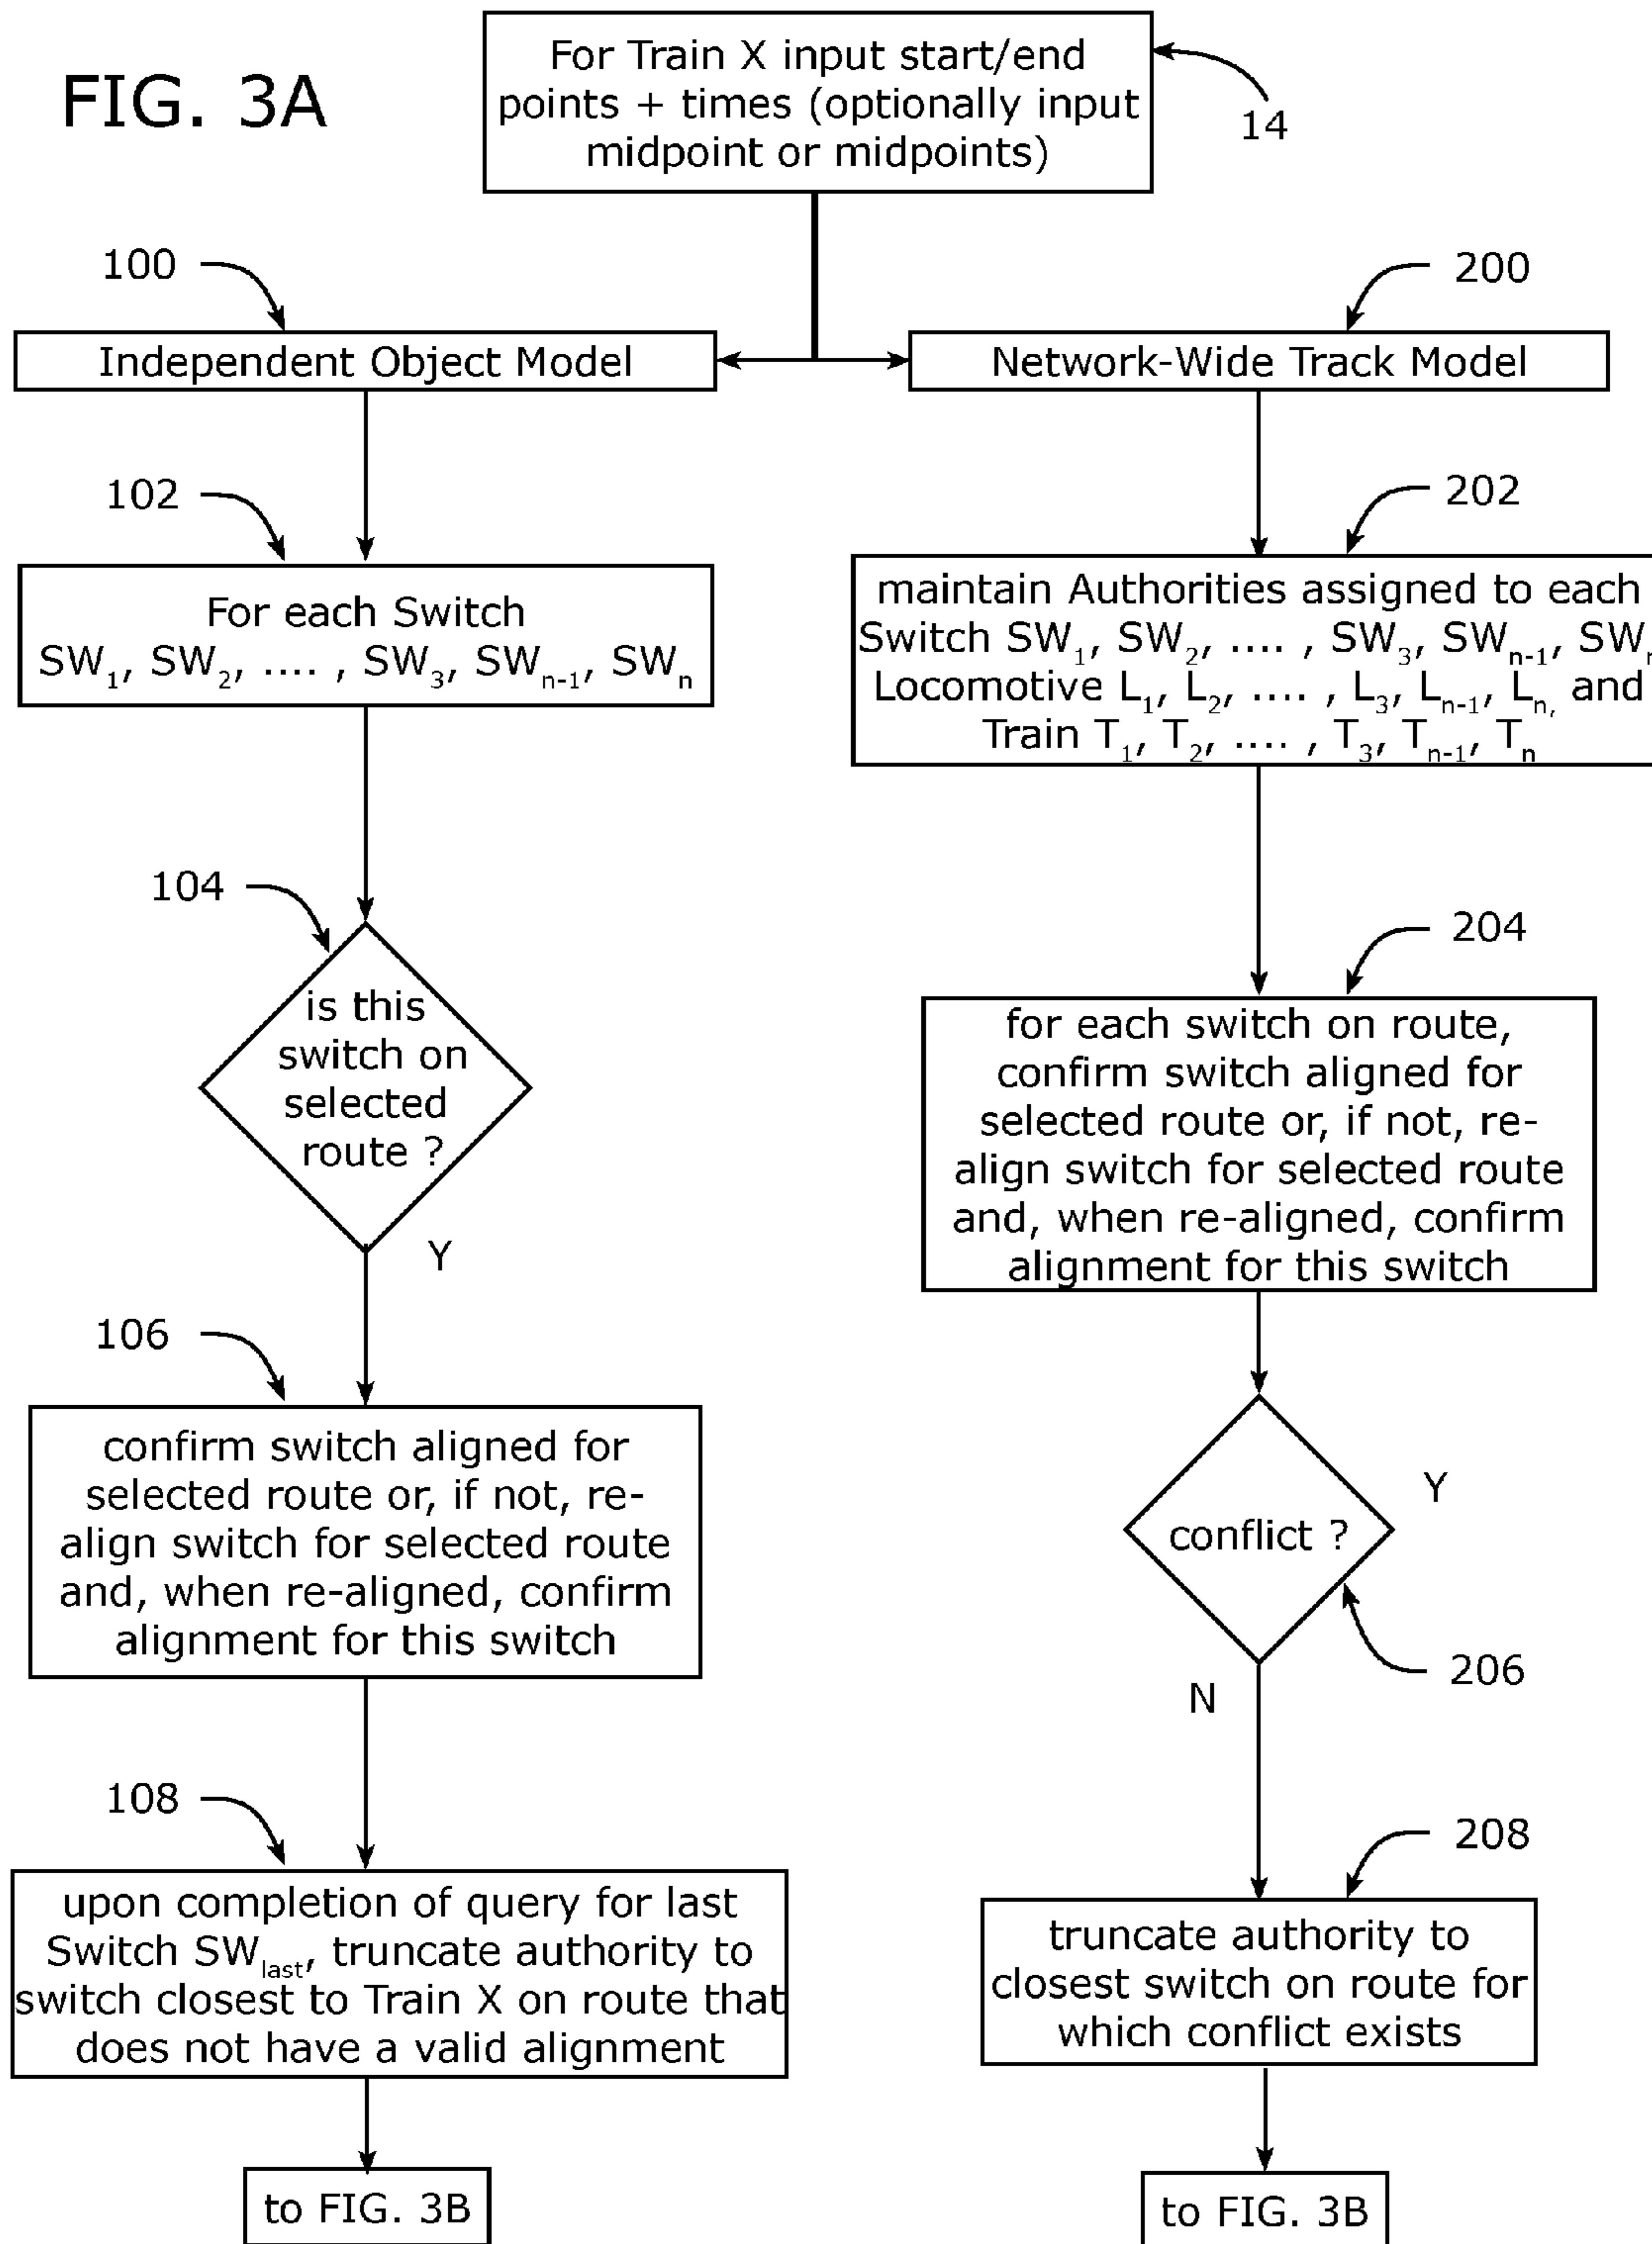 FIG. 3A
For Train X input start/end
points + times (optionally input
midpoint or midpoints)
14
100
200
Independent Object Model
Network-Wide Track Model
102
202
For each Switch
SW1, SW2, .... , SW3, SWn-1, SWn
maintain Authorities assigned to each
Switch SW1, SW2, .... , SW3, SWn-1, SWn
Locomotive L1, L2, .... , L3, Ln-1, Ln, and
Train T1, T2, .... , T3, Tn-1, Tn
104
204
is this
switch on
selected
route ?
Y
for each switch on route,
confirm switch aligned for
selected route or, if not, re-
align switch for selected route
and, when re-aligned, confirm
alignment for this switch
106
confirm switch aligned for
selected route or, if not, re-
align switch for selected route
and, when re-aligned, confirm
alignment for this switch
conflict ?
Y
206
N
108
208
upon completion of query for last
Switch SWlast, truncate authority to
switch closest to Train X on route that
does not have a valid alignment
truncate authority to
closest switch on route for
which conflict exists
to FIG. 3B
to FIG. 3B